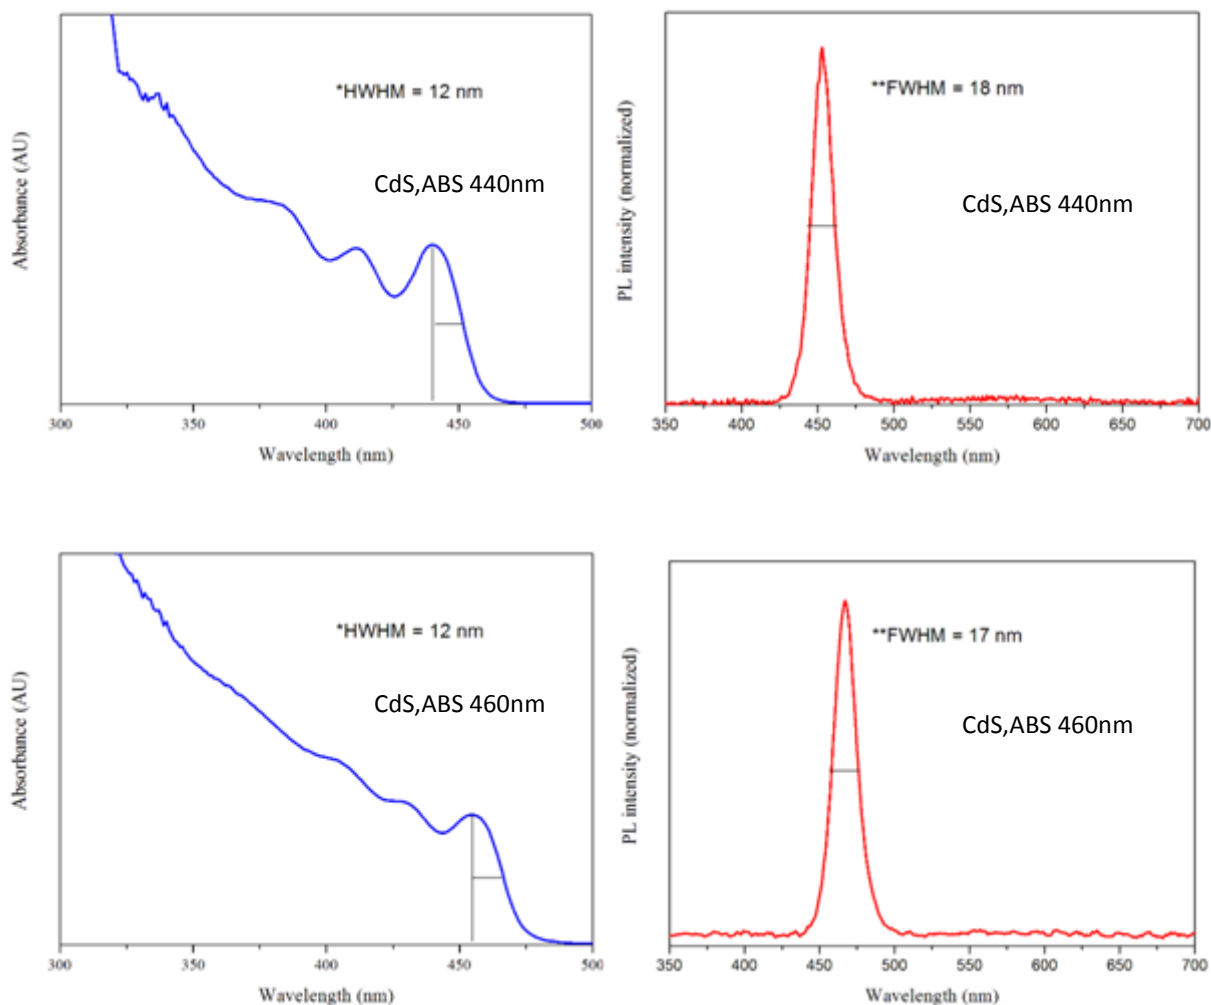 Absorbance (AU)
*HWHM = 12 nm
CdS,ABS 440nm
300 350 400 450 500
Wavelength (nm)
PL intensity (normalized)
**FWHM = 18 nm
CdS,ABS 440nm
350 400 450 500 550 600 650 700
Wavelength (nm)
Absorbance (AU)
*HWHM = 12 nm
CdS,ABS 460nm
300 350 400 450 500
Wavelength (nm)
PL intensity (normalized)
**FWHM = 17 nm
CdS,ABS 460nm
350 400 450 500 550 600 650 700
Wavelength (nm)